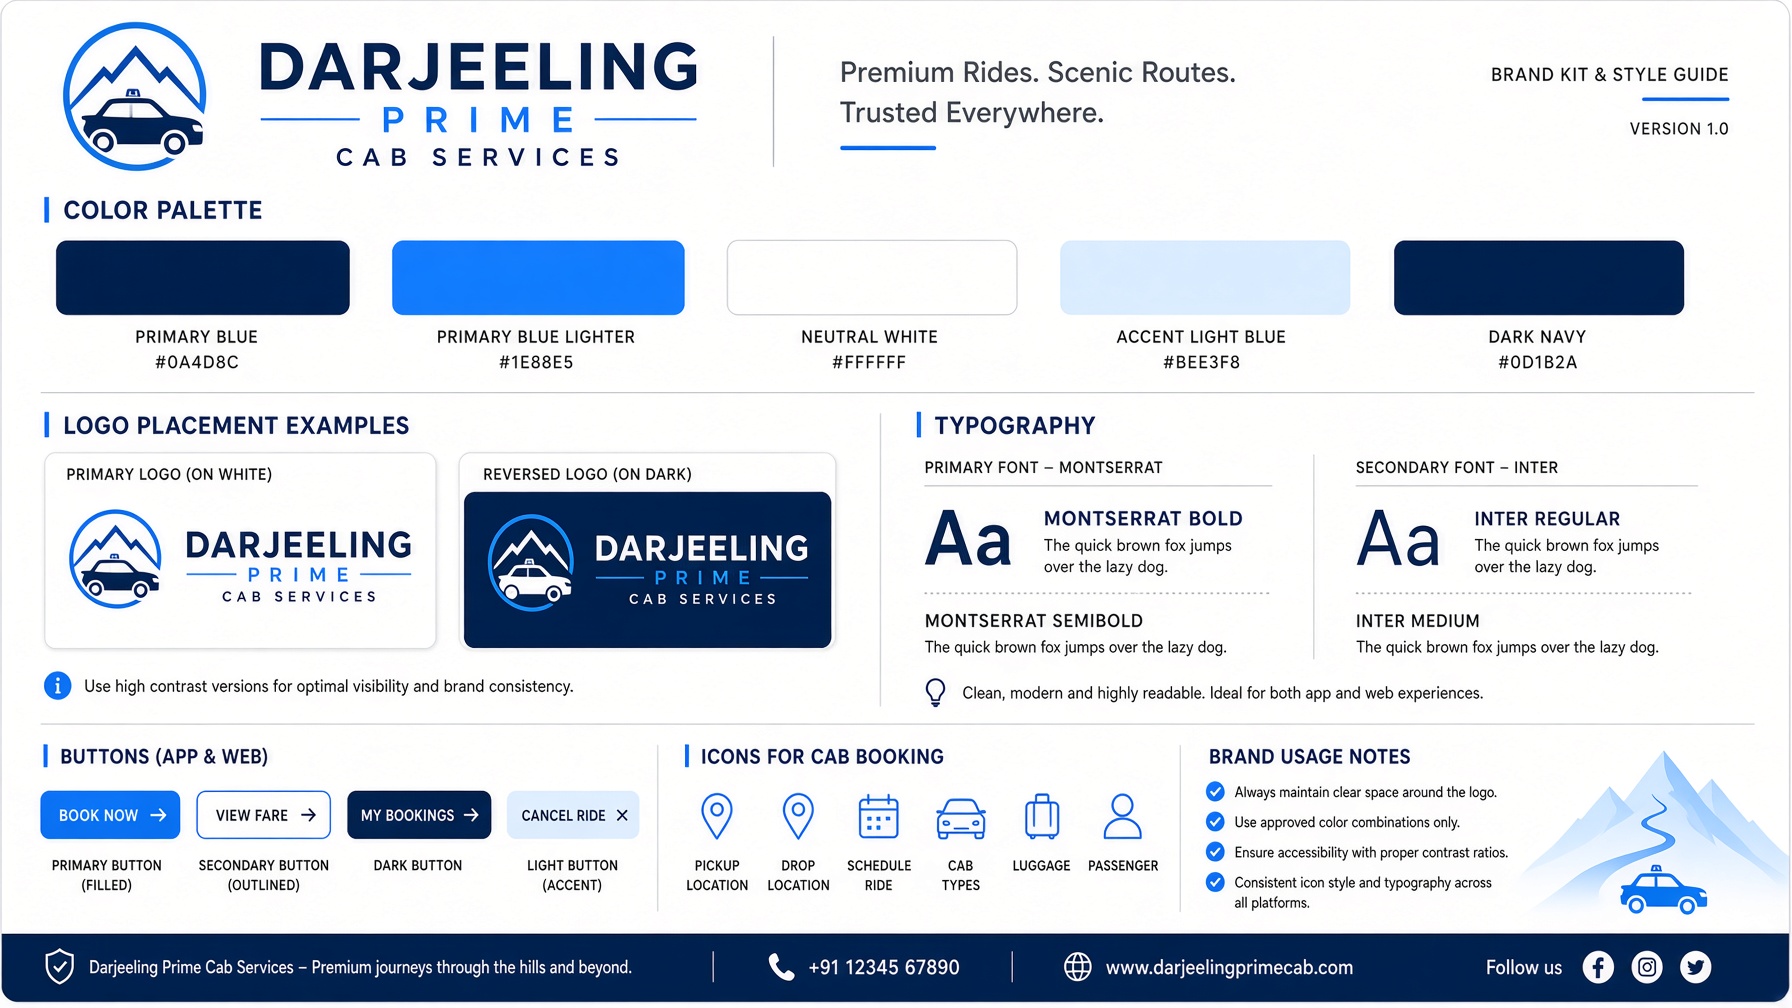 DARJEELING
PRIME
CAB SERVICES
Premium Rides. Scenic Routes.
Trusted Everywhere.
BRAND KIT & STYLE GUIDE
VERSION 1.0
COLOR PALETTE
PRIMARY BLUE
#0A4D8C
PRIMARY BLUE LIGHTER
#1E88E5
NEUTRAL WHITE
#FFFFFF
ACCENT LIGHT BLUE
#BEE3F8
DARK NAVY
#0D1B2A
LOGO PLACEMENT EXAMPLES
PRIMARY LOGO (ON WHITE)
DARJEELING
PRIME
CAB SERVICES
REVERSED LOGO (ON DARK)
DARJEELING
PRIME
CAB SERVICES
Use high contrast versions for optimal visibility and brand consistency.
TYPOGRAPHY
PRIMARY FONT – MONTSERRAT
Aa
MONTSERRAT BOLD
The quick brown fox jumps
over the lazy dog.
MONTSERRAT SEMIBOLD
The quick brown fox jumps over the lazy dog.
SECONDARY FONT – INTER
Aa
INTER REGULAR
The quick brown fox jumps
over the lazy dog.
INTER MEDIUM
The quick brown fox jumps over the lazy dog.
Clean, modern and highly readable. Ideal for both app and web experiences.
BUTTONS (APP & WEB)
BOOK NOW →
PRIMARY BUTTON
(FILLED)
VIEW FARE →
SECONDARY BUTTON
(OUTLINED)
MY BOOKINGS →
DARK BUTTON
CANCEL RIDE ✕
LIGHT BUTTON
(ACCENT)
ICONS FOR CAB BOOKING
PICKUP
LOCATION
DROP
LOCATION
SCHEDULE
RIDE
CAB
TYPES
LUGGAGE
PASSENGER
BRAND USAGE NOTES
Always maintain clear space around the logo.
Use approved color combinations only.
Ensure accessibility with proper contrast ratios.
Consistent icon style and typography across
all platforms.
Darjeeling Prime Cab Services – Premium journeys through the hills and beyond.
+91 12345 67890
www.darjeelingprimecab.com
Follow us